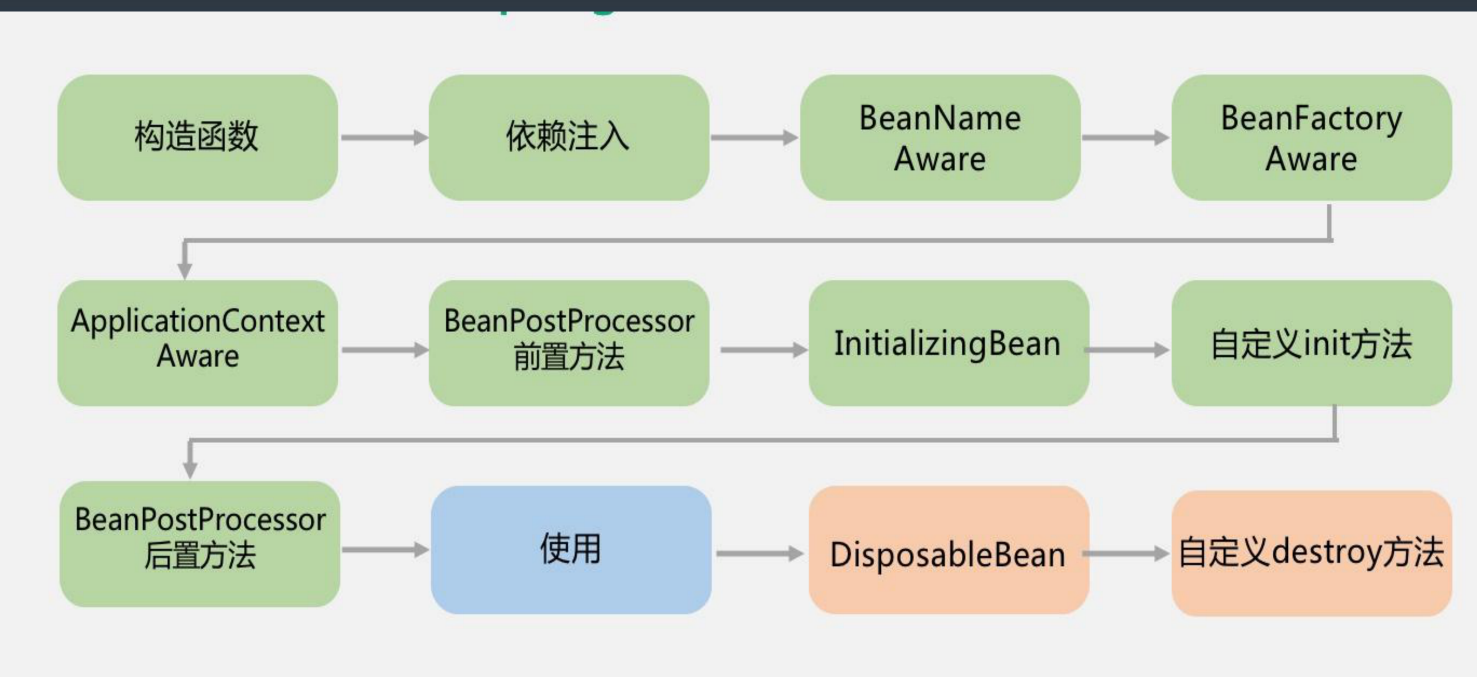 构造函数
依赖注入
BeanName
Aware
BeanFactory
Aware
ApplicationContext
Aware
BeanPostProcessor
前置方法
InitializingBean
自定义init方法
BeanPostProcessor
后置方法
使用
DisposableBean
自定义destroy方法